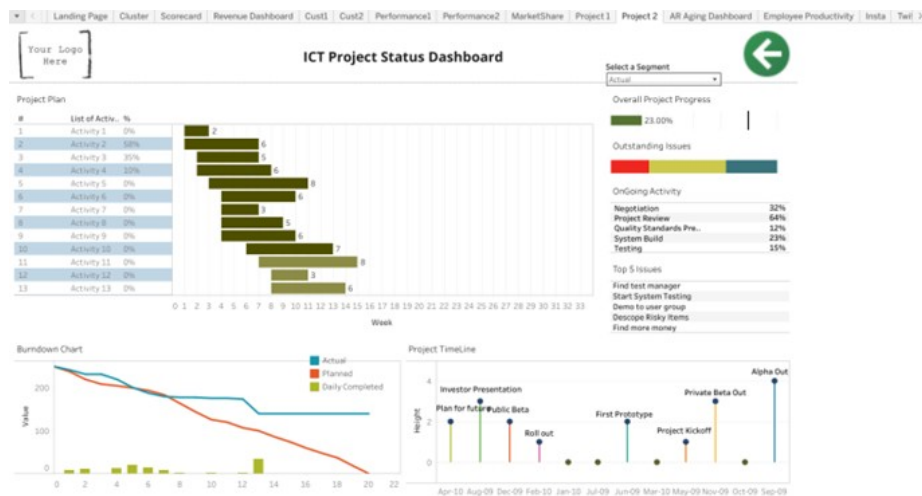 Landing Page Cluster Scorecard Revenue Dashboard Cust1 Cust2 Performance1 Performance2 MarketShare Project 1 Project 2 AR Aging Dashboard Employee Productivity Insta
Your Logo
Here
ICT Project Status Dashboard
Select a Segment
Actual
Project Plan
# List of Activ.. %
1 Activity 1 0% 2
2 Activity 2 58% 6
3 Activity 3 35% 5
4 Activity 4 10% 6
5 Activity 5 0% 8
6 Activity 6 0% 6
7 Activity 7 0% 3
8 Activity 8 0% 5
9 Activity 9 0% 6
10 Activity 10 0% 7
11 Activity 11 0% 8
12 Activity 12 0% 3
13 Activity 13 0% 6
0 1 2 3 4 5 6 7 8 9 10 11 12 13 14 15 16 17 18 19 20 21 22 23 24 25 26 27 28 29 30 31 32 33
Week
Overall Project Progress
23.00%
Outstanding Issues
OnGoing Activity
Negotiation 32%
Project Review 64%
Quality Standards Pre.. 12%
System Build 23%
Testing 15%
Top 5 Issues
Find test manager
Start System Testing
Demo to user group
Descope Risky Items
Find more money
Burndown Chart
Actual
Planned
Daily Completed
Value
200
100
0
0 2 4 6 8 10 12 14 16 18 20 22
Project TimeLine
Height
4
2
0
Alpha Out
Investor Presentation
Private Beta Out
Plan for future
Public Beta
First Prototype
Roll out
Project Kickoff
Apr-10 Aug-09 Dec-09 Feb-10 Jan-10 Jul-09 Jun-09 Mar-10 May-09 Nov-09 Oct-09 Sep-09